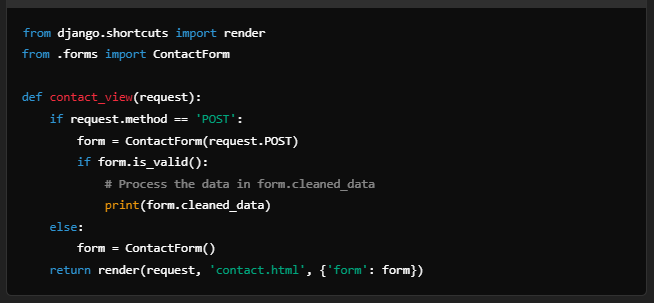 from django.shortcuts import render
from .forms import ContactForm

def contact_view(request):
    if request.method == 'POST':
        form = ContactForm(request.POST)
        if form.is_valid():
            # Process the data in form.cleaned_data
            print(form.cleaned_data)
    else:
        form = ContactForm()
    return render(request, 'contact.html', {'form': form})